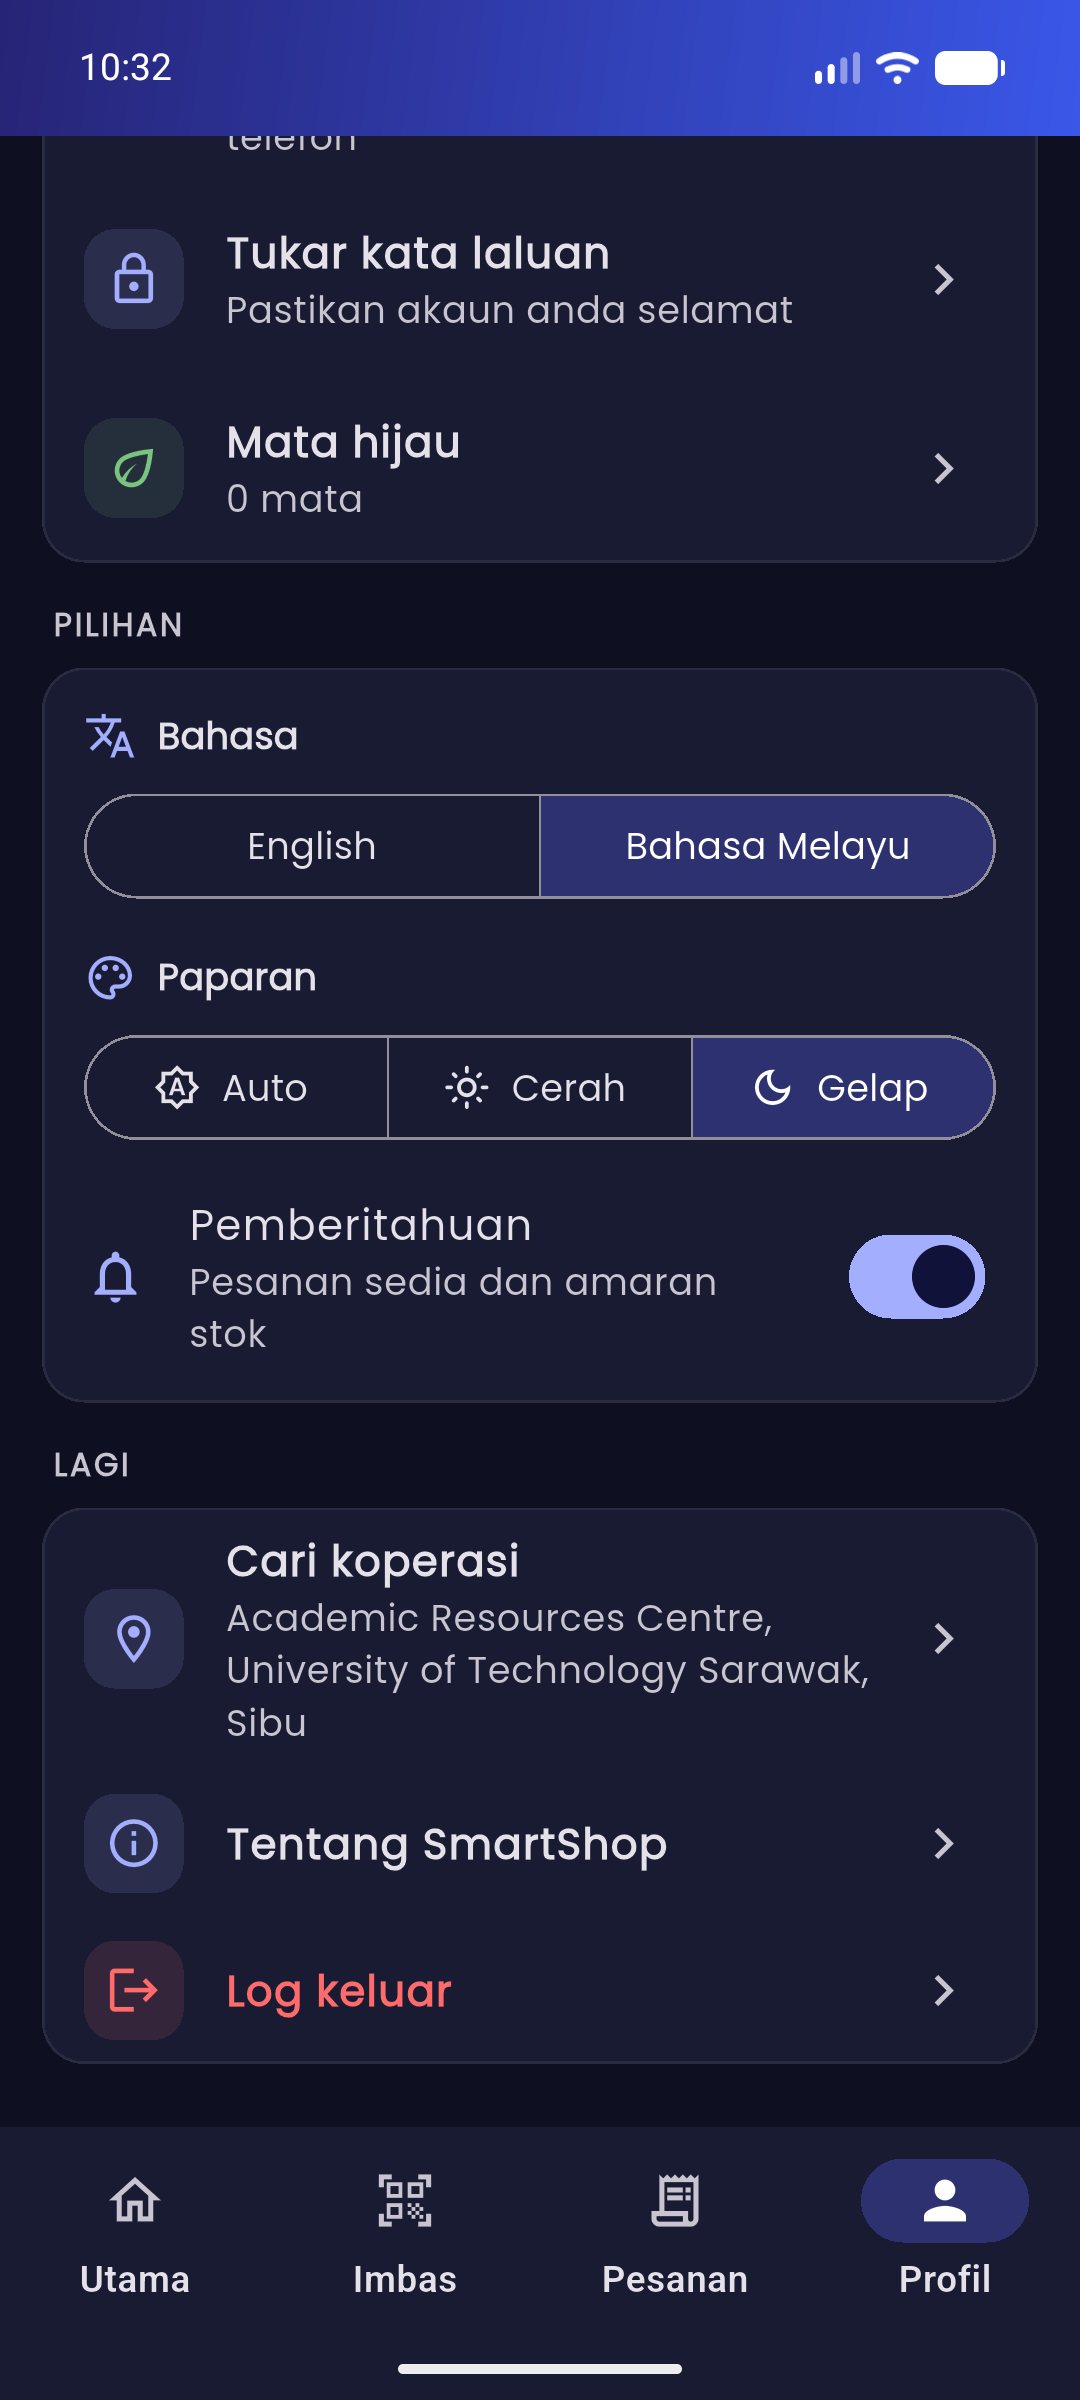 10:32
telefon
Tukar kata laluan
Pastikan akaun anda selamat
Mata hijau
0 mata
PILIHAN
Bahasa
English
Bahasa Melayu
Paparan
Auto
Cerah
Gelap
Pemberitahuan
Pesanan sedia dan amaran
stok
LAGI
Cari koperasi
Academic Resources Centre,
University of Technology Sarawak,
Sibu
Tentang SmartShop
Log keluar
Utama
Imbas
Pesanan
Profil